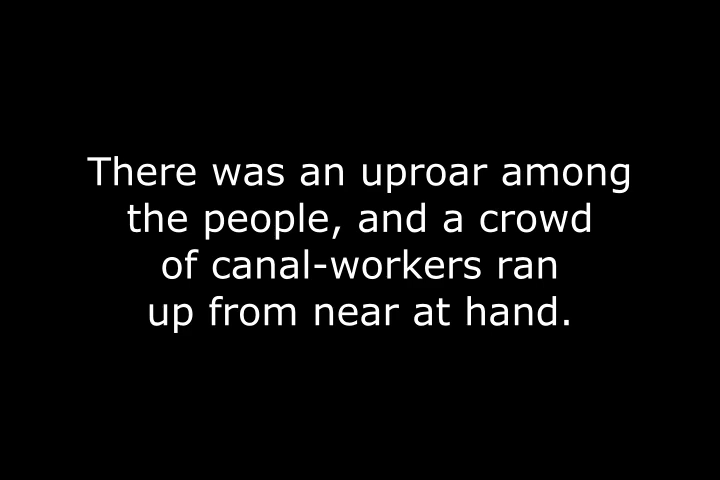 There was an uproar among
the people, and a crowd
of canal-workers ran
up from near at hand.